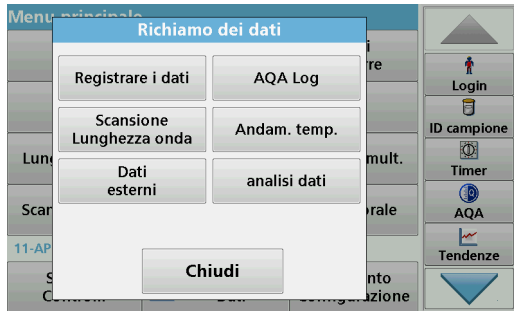 Menu principale
Richiamo dei dati
Registrare i dati
AQA Log
Scansione
Lunghezza onda
Andam. temp.
Dati
esterni
analisi dati
Chiudi
11-AP
Login
ID campione
Timer
AQA
Tendenze